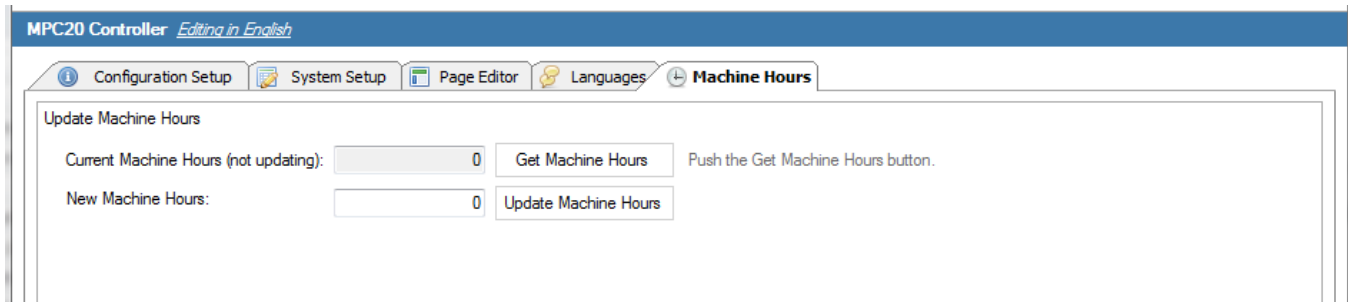 MPC20 Controller Editing in English
Configuration Setup System Setup Page Editor Languages Machine Hours
Update Machine Hours
Current Machine Hours (not updating): 0 Get Machine Hours Push the Get Machine Hours button.
New Machine Hours: 0 Update Machine Hours